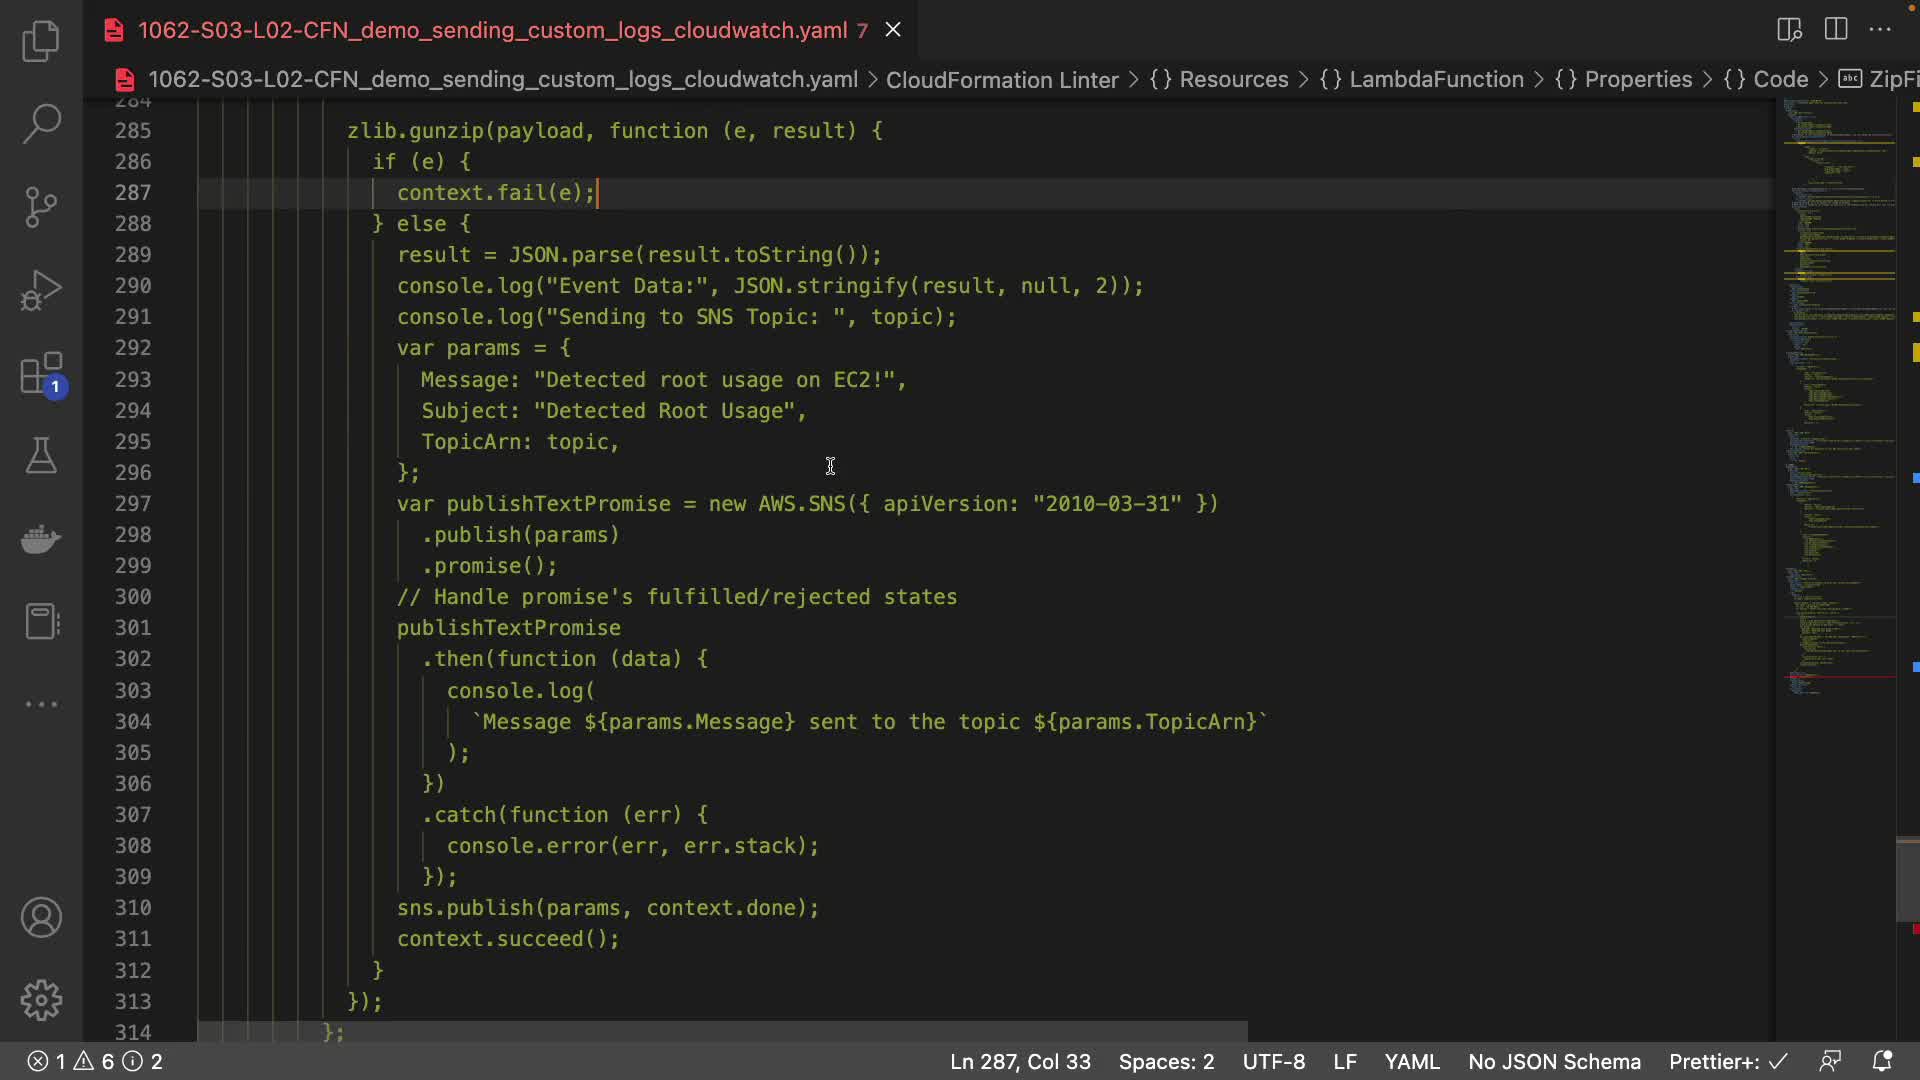 1062-S03-L02-CFN_demo_sending_custom_logs_cloudwatch.yaml 7
1062-S03-L02-CFN_demo_sending_custom_logs_cloudwatch.yaml > CloudFormation Linter > {} Resources > {} LambdaFunction > {} Properties > {} Code > abc ZipFi
284
285 zlib.gunzip(payload, function (e, result) {
286 if (e) {
287 context.fail(e);
288 } else {
289 result = JSON.parse(result.toString());
290 console.log("Event Data:", JSON.stringify(result, null, 2));
291 console.log("Sending to SNS Topic: ", topic);
292 var params = {
293 Message: "Detected root usage on EC2!",
294 Subject: "Detected Root Usage",
295 TopicArn: topic,
296 };
297 var publishTextPromise = new AWS.SNS({ apiVersion: "2010-03-31" })
298 .publish(params)
299 .promise();
300 // Handle promise's fulfilled/rejected states
301 publishTextPromise
302 .then(function (data) {
303 console.log(
304 `Message ${params.Message} sent to the topic ${params.TopicArn}`
305 );
306 })
307 .catch(function (err) {
308 console.error(err, err.stack);
309 });
310 sns.publish(params, context.done);
311 context.succeed();
312 }
313 });
314 };
1
1 6 2 Ln 287, Col 33 Spaces: 2 UTF-8 LF YAML No JSON Schema Prettier+: ✓